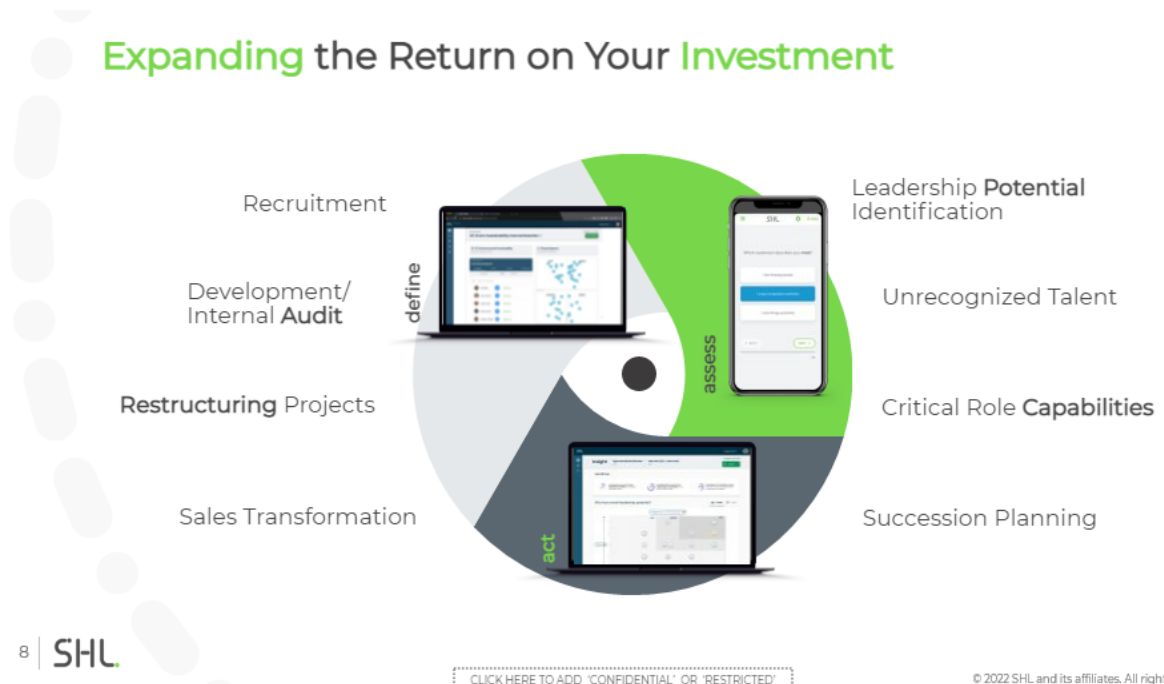 Expanding the Return on Your Investment
Recruitment
Development/
Internal Audit
Restructuring Projects
Sales Transformation
define
assess
act
SHL
Leadership Potential
Identification
Unrecognized Talent
Critical Role Capabilities
Succession Planning
8
SHL.
CLICK HERE TO ADD 'CONFIDENTIAL' OR 'RESTRICTED'
© 2022 SHL and its affiliates. All righ